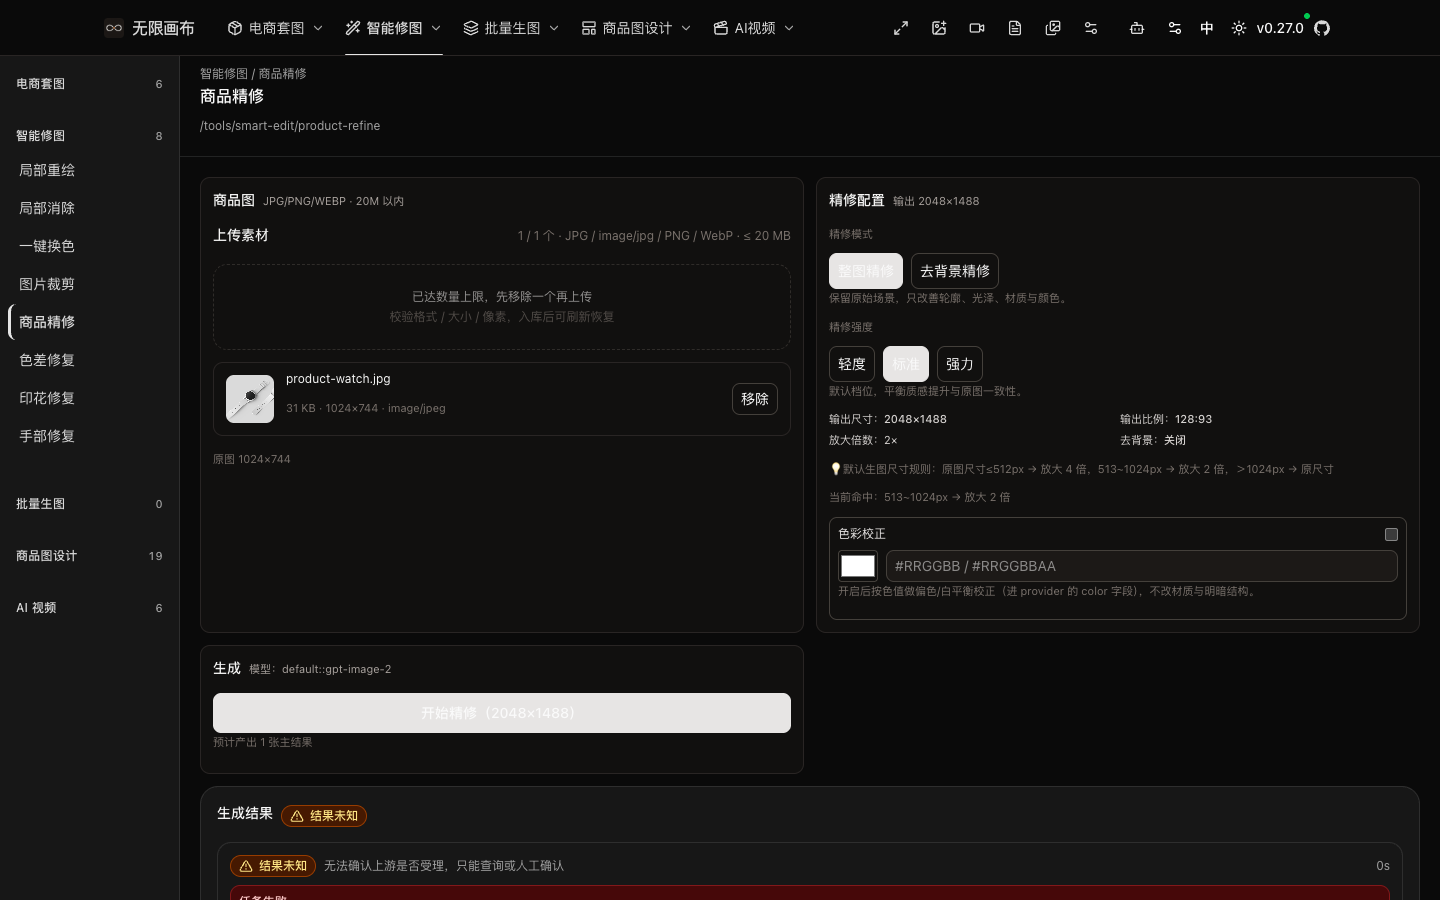 无限画布
电商套图
智能修图
批量生图
商品图设计
AI视频
中
v0.27.0
电商套图 6
智能修图 8
局部重绘
局部消除
一键换色
图片裁剪
商品精修
色差修复
印花修复
手部修复
批量生图 0
商品图设计 19
AI 视频 6
智能修图 / 商品精修
商品精修
/tools/smart-edit/product-refine
商品图 JPG/PNG/WEBP · 20M 以内
上传素材 1 / 1 个 · JPG / image/jpg / PNG / WebP · ≤ 20 MB
已达数量上限，先移除一个再上传
校验格式 / 大小 / 像素，入库后可刷新恢复
product-watch.jpg
31 KB · 1024×744 · image/jpeg
移除
原图 1024×744
精修配置 输出 2048×1488
精修模式
整图精修 去背景精修
保留原始场景，只改善轮廓、光泽、材质与颜色。
精修强度
轻度 标准 强力
默认档位，平衡质感提升与原图一致性。
输出尺寸：2048×1488 输出比例：128:93
放大倍数：2× 去背景：关闭
默认生图尺寸规则：原图尺寸≤512px → 放大 4 倍，513~1024px → 放大 2 倍，＞1024px → 原尺寸
当前命中：513~1024px → 放大 2 倍
色彩校正
#RRGGBB / #RRGGBBAA
开启后按色值做偏色/白平衡校正（进 provider 的 color 字段），不改材质与明暗结构。
生成 模型：default::gpt-image-2
开始精修（2048×1488）
预计产出 1 张主结果
生成结果 结果未知
结果未知 无法确认上游是否受理，只能查询或人工确认 0s
任务失败